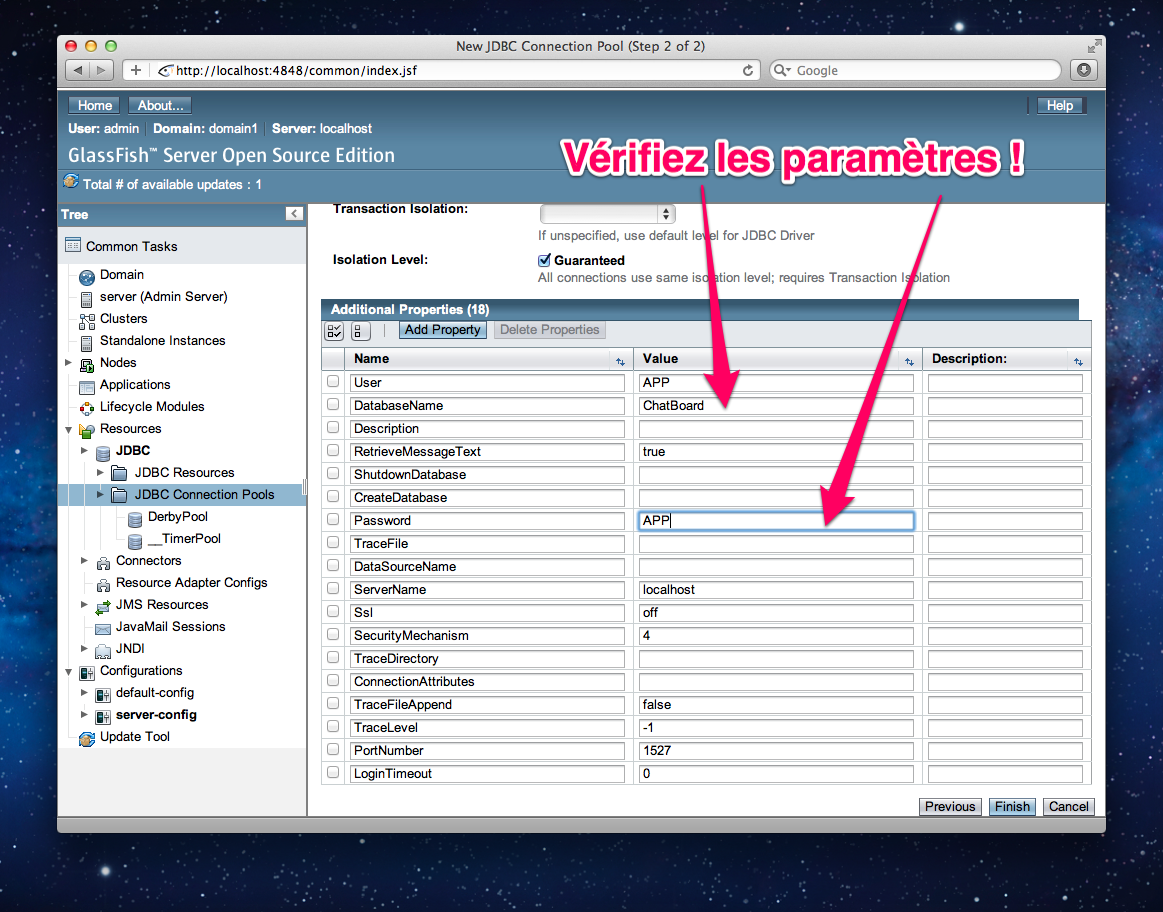 New JDBC Connection Pool (Step 2 of 2)
http://localhost:4848/common/index.jsf
Google
Home
About...
Help
User: admin
Domain: domain1
Server: localhost
GlassFish™ Server Open Source Edition
Vérifiez les paramètres !
Total # of available updates : 1
Tree
Common Tasks
Domain
server (Admin Server)
Clusters
Standalone Instances
Nodes
Applications
Lifecycle Modules
Resources
JDBC
JDBC Resources
JDBC Connection Pools
DerbyPool
__TimerPool
Connectors
Resource Adapter Configs
JMS Resources
JavaMail Sessions
JNDI
Configurations
default-config
server-config
Update Tool
Transaction Isolation:
If unspecified, use default level for JDBC Driver
Isolation Level:
Guaranteed
All connections use same isolation level; requires Transaction Isolation
Additional Properties (18)
Add Property
Delete Properties
Name Value Description:
User APP
DatabaseName ChatBoard
Description
RetrieveMessageText true
ShutdownDatabase
CreateDatabase
Password APP
TraceFile
DataSourceName
ServerName localhost
Ssl off
SecurityMechanism 4
TraceDirectory
ConnectionAttributes
TraceFileAppend false
TraceLevel -1
PortNumber 1527
LoginTimeout 0
Previous Finish Cancel